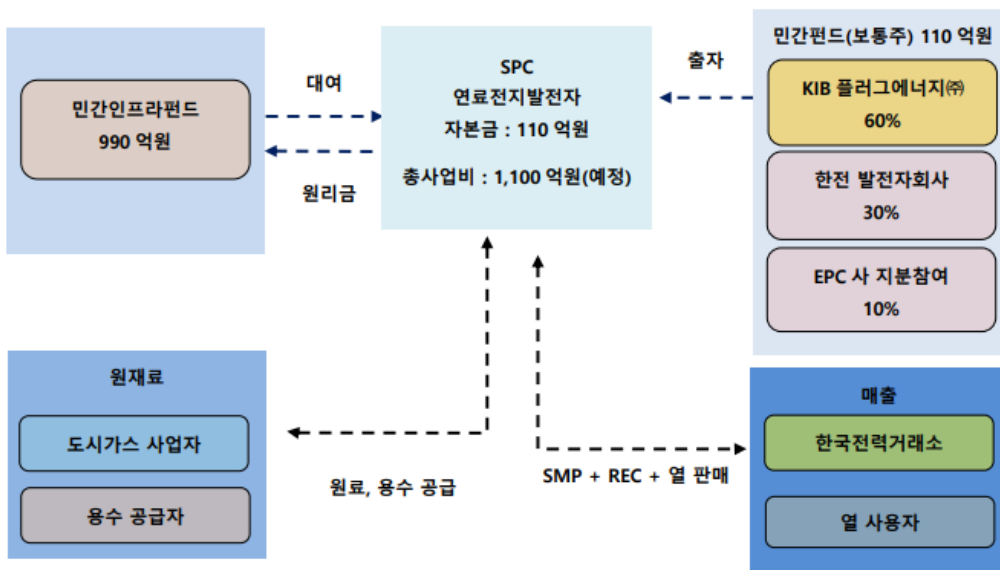 민간인프라펀드
990 억원
대여
원리금
SPC
연료전지발전자
자본금 : 110 억원
총사업비 : 1,100 억원(예정)
출자
민간펀드(보통주) 110 억원
KIB 플러그에너지㈜
60%
한전 발전자회사
30%
EPC 사 지분참여
10%
원재료
도시가스 사업자
용수 공급자
원료, 용수 공급
SMP + REC + 열 판매
매출
한국전력거래소
열 사용자